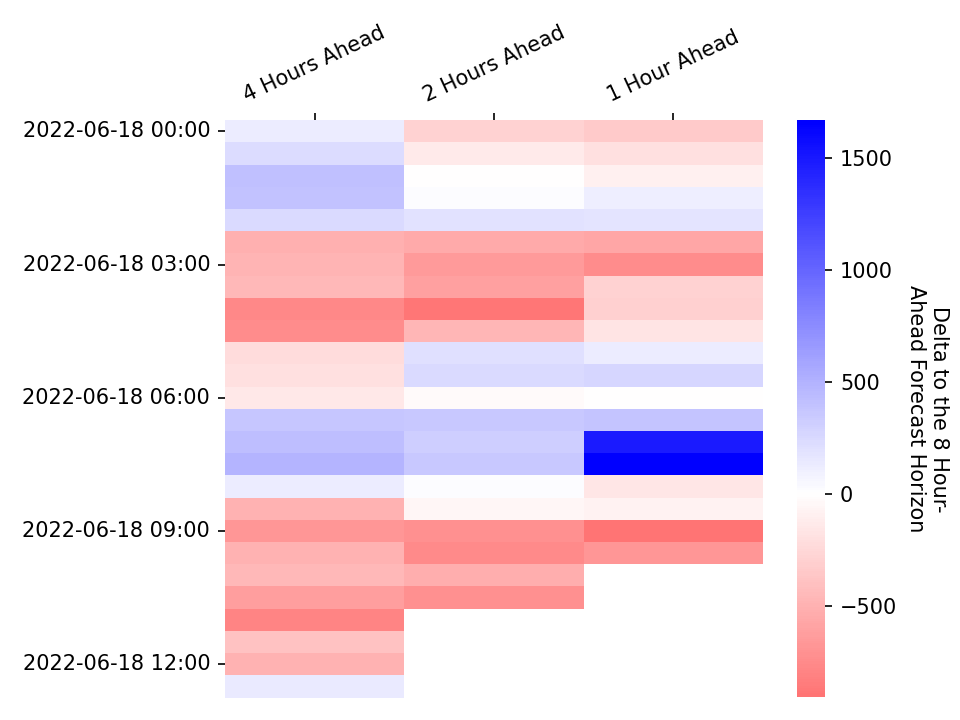 4 Hours Ahead
2 Hours Ahead
1 Hour Ahead
2022-06-18 00:00
2022-06-18 03:00
2022-06-18 06:00
2022-06-18 09:00
2022-06-18 12:00
1500
1000
500
0
−500
Delta to the 8 Hour-
Ahead Forecast Horizon